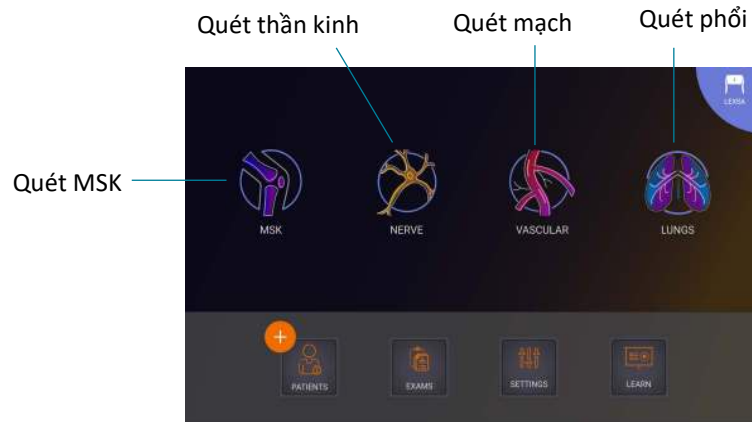 Quét thần kinh
Quét mạch
Quét phổi
LEXSA
Quét MSK
MSK
NERVE
VASCULAR
LUNGS
+
PATIENTS
EXAMS
SETTINGS
LEARN